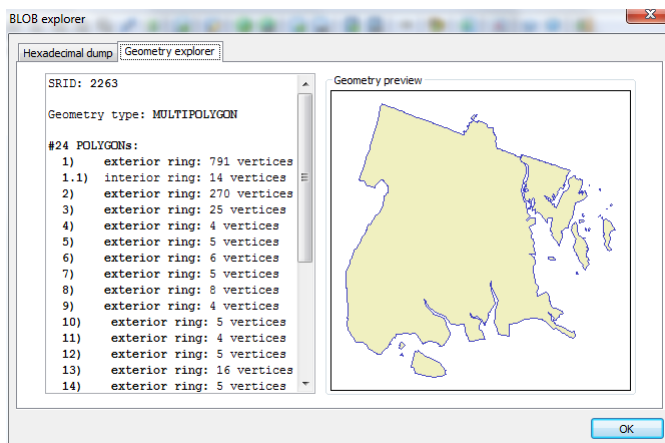 BLOB explorer
Hexadecimal dump Geometry explorer
SRID: 2263
Geometry type: MULTIPOLYGON
#24 POLYGONs:
1) exterior ring: 791 vertices
1.1) interior ring: 14 vertices
2) exterior ring: 270 vertices
3) exterior ring: 25 vertices
4) exterior ring: 4 vertices
5) exterior ring: 5 vertices
6) exterior ring: 6 vertices
7) exterior ring: 5 vertices
8) exterior ring: 8 vertices
9) exterior ring: 4 vertices
10) exterior ring: 5 vertices
11) exterior ring: 4 vertices
12) exterior ring: 5 vertices
13) exterior ring: 16 vertices
14) exterior ring: 5 vertices
Geometry preview
OK